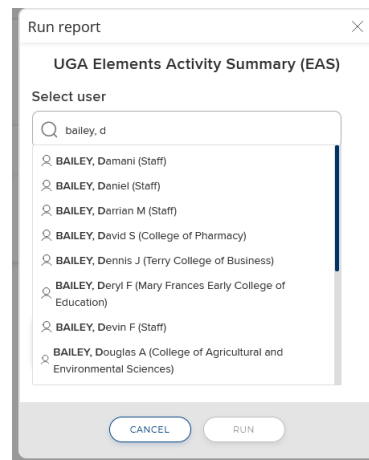 Run report
UGA Elements Activity Summary (EAS)
Select user
bailey, d
BAILEY, Damani (Staff)
BAILEY, Daniel (Staff)
BAILEY, Darrian M (Staff)
BAILEY, David S (College of Pharmacy)
BAILEY, Dennis J (Terry College of Business)
BAILEY, Deryl F (Mary Frances Early College of
Education)
BAILEY, Devin F (Staff)
BAILEY, Douglas A (College of Agricultural and
Environmental Sciences)
CANCEL
RUN